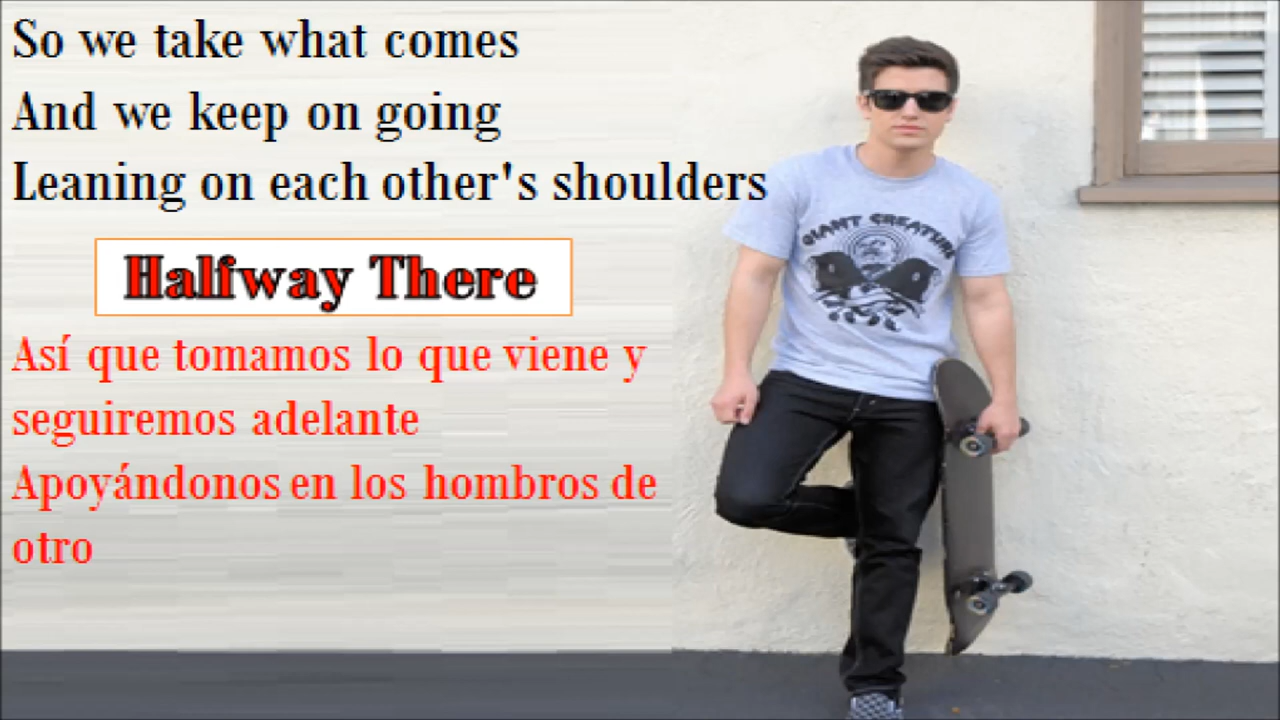 So we take what comes
And we keep on going
Leaning on each other's shoulders
Halfway There
Así que tomamos lo que viene y
seguiremos adelante
Apoyándonos en los hombros de
otro
GIANT CREATURE